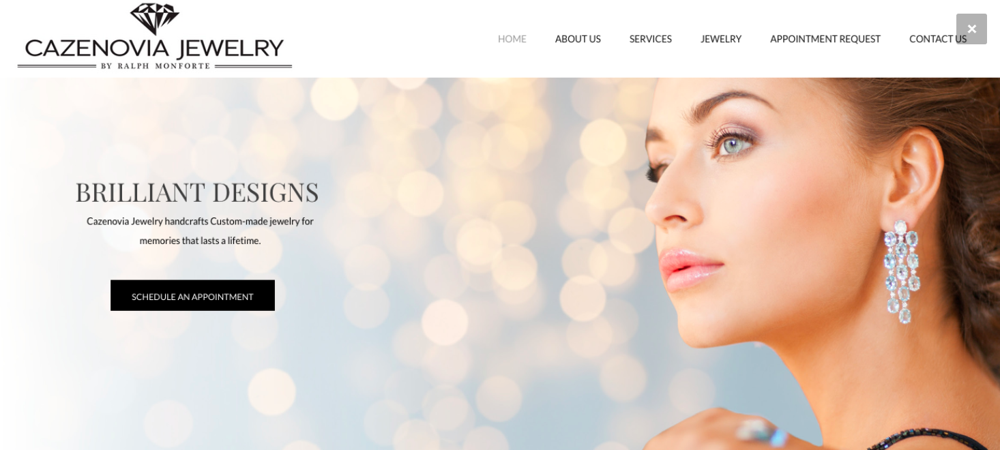 CAZENOVIA JEWELRY
BY RALPH MONFORTE
HOME ABOUT US SERVICES JEWELRY APPOINTMENT REQUEST CONTACT US
BRILLIANT DESIGNS
Cazenovia Jewelry handcrafts Custom-made jewelry for
memories that lasts a lifetime.
SCHEDULE AN APPOINTMENT